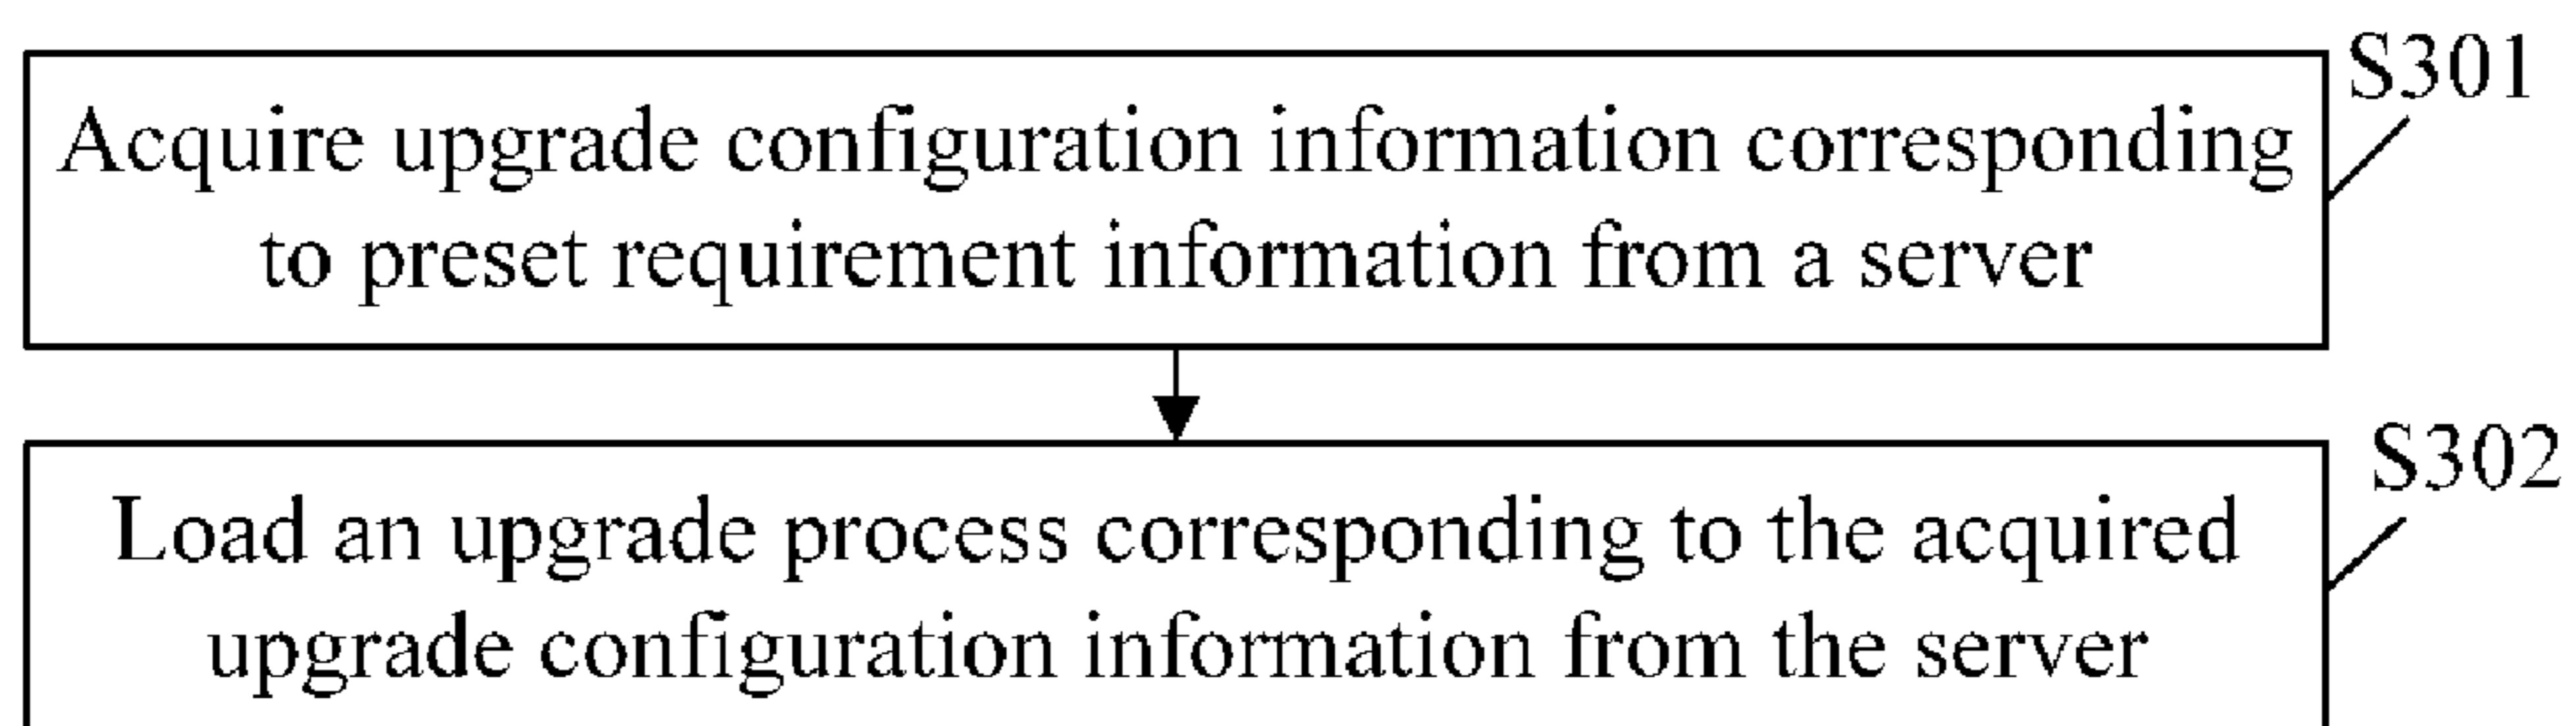 S301
Acquire upgrade configuration information corresponding
to preset requirement information from a server
S302
Load an upgrade process corresponding to the acquired
upgrade configuration information from the server